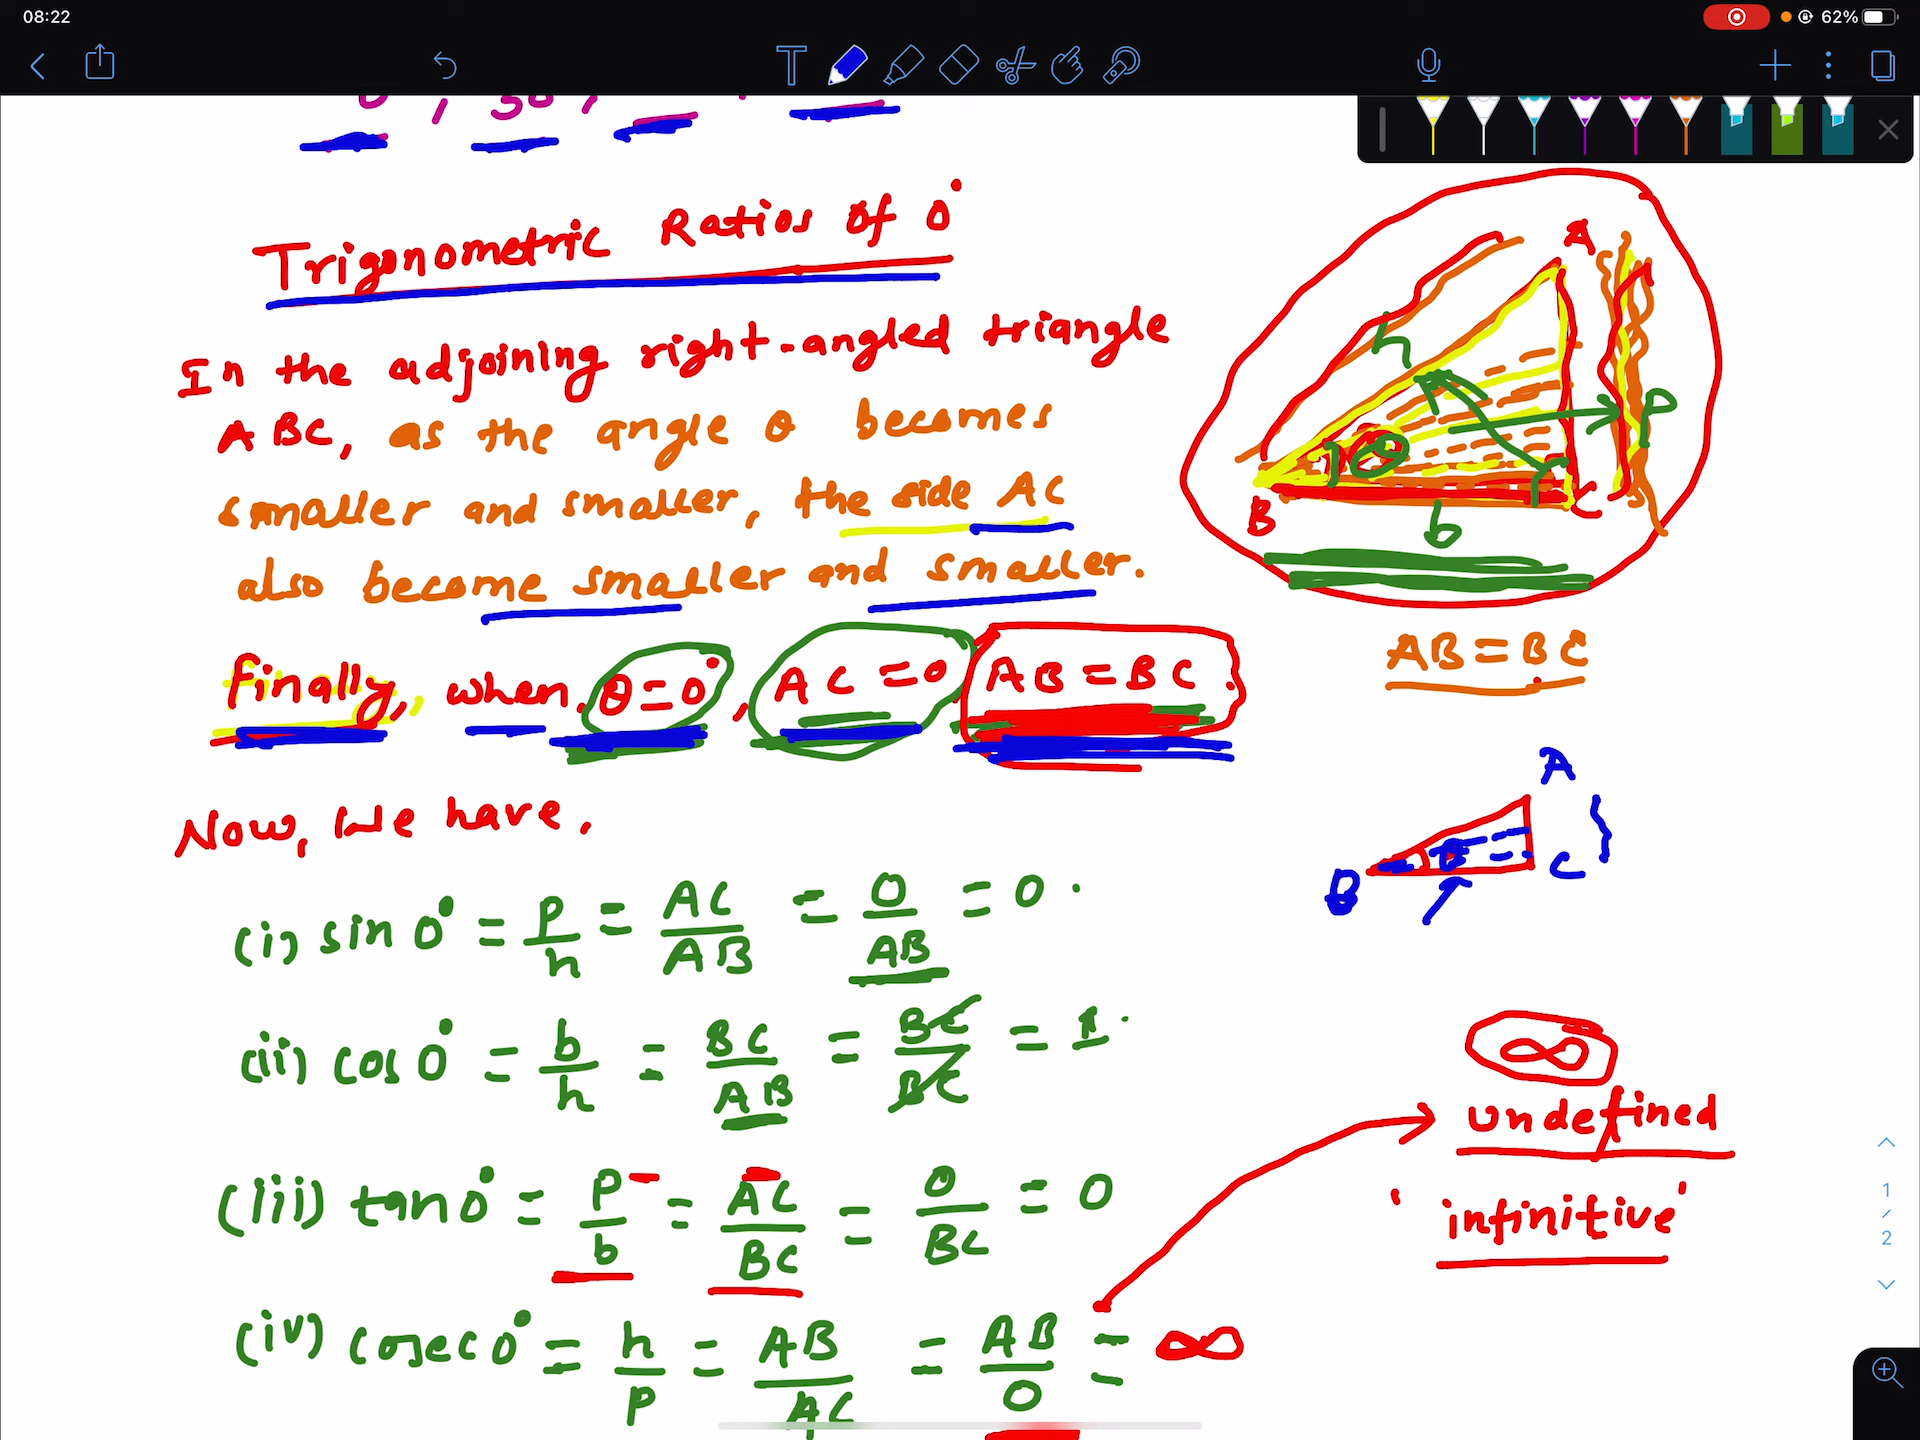 08:22
62%
0°, 30°,
Trigonometric Ratios of 0°
In the adjoining right-angled triangle
ABC, as the angle θ becomes
smaller and smaller, the side AC
also become smaller and smaller.
Finally, when, θ=0°, AC=0, AB=BC.
Now, We have,
(i) sin 0° = p/h = AC/AB = 0/AB = 0.
(ii) cos 0° = b/h = BC/AB = BC/BC = 1.
(iii) tan 0° = p/b = AC/BC = 0/BC = 0
(iv) cosec 0° = h/p = AB/AC = AB/0 = ∞
A
h
p
θ
B
b
C
AB = BC
A
B
θ
C
∞
undefined
'infinitive'
1/2